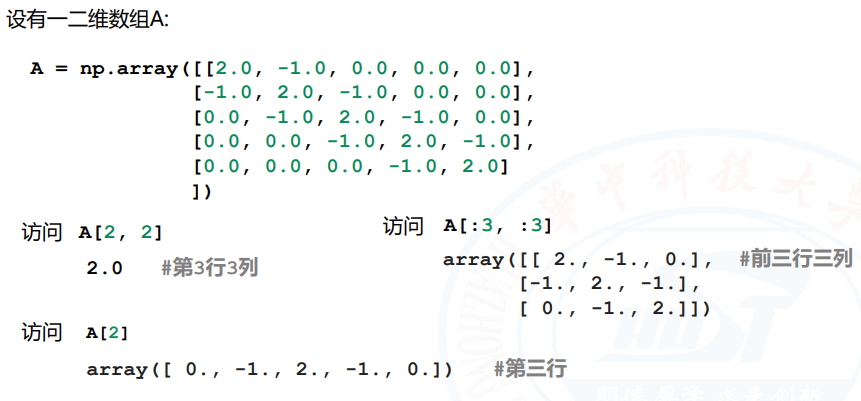 设有一二维数组A:
A = np.array([[2.0, -1.0, 0.0, 0.0, 0.0],
[-1.0, 2.0, -1.0, 0.0, 0.0],
[0.0, -1.0, 2.0, -1.0, 0.0],
[0.0, 0.0, -1.0, 2.0, -1.0],
[0.0, 0.0, 0.0, -1.0, 2.0]
])
访问 A[2, 2]
2.0 #第3行3列
访问 A[:3, :3]
array([[ 2., -1., 0.], #前三行三列
[-1., 2., -1.],
[ 0., -1., 2.]])
访问 A[2]
array([ 0., -1., 2., -1., 0.]) #第三行
华中科技大学